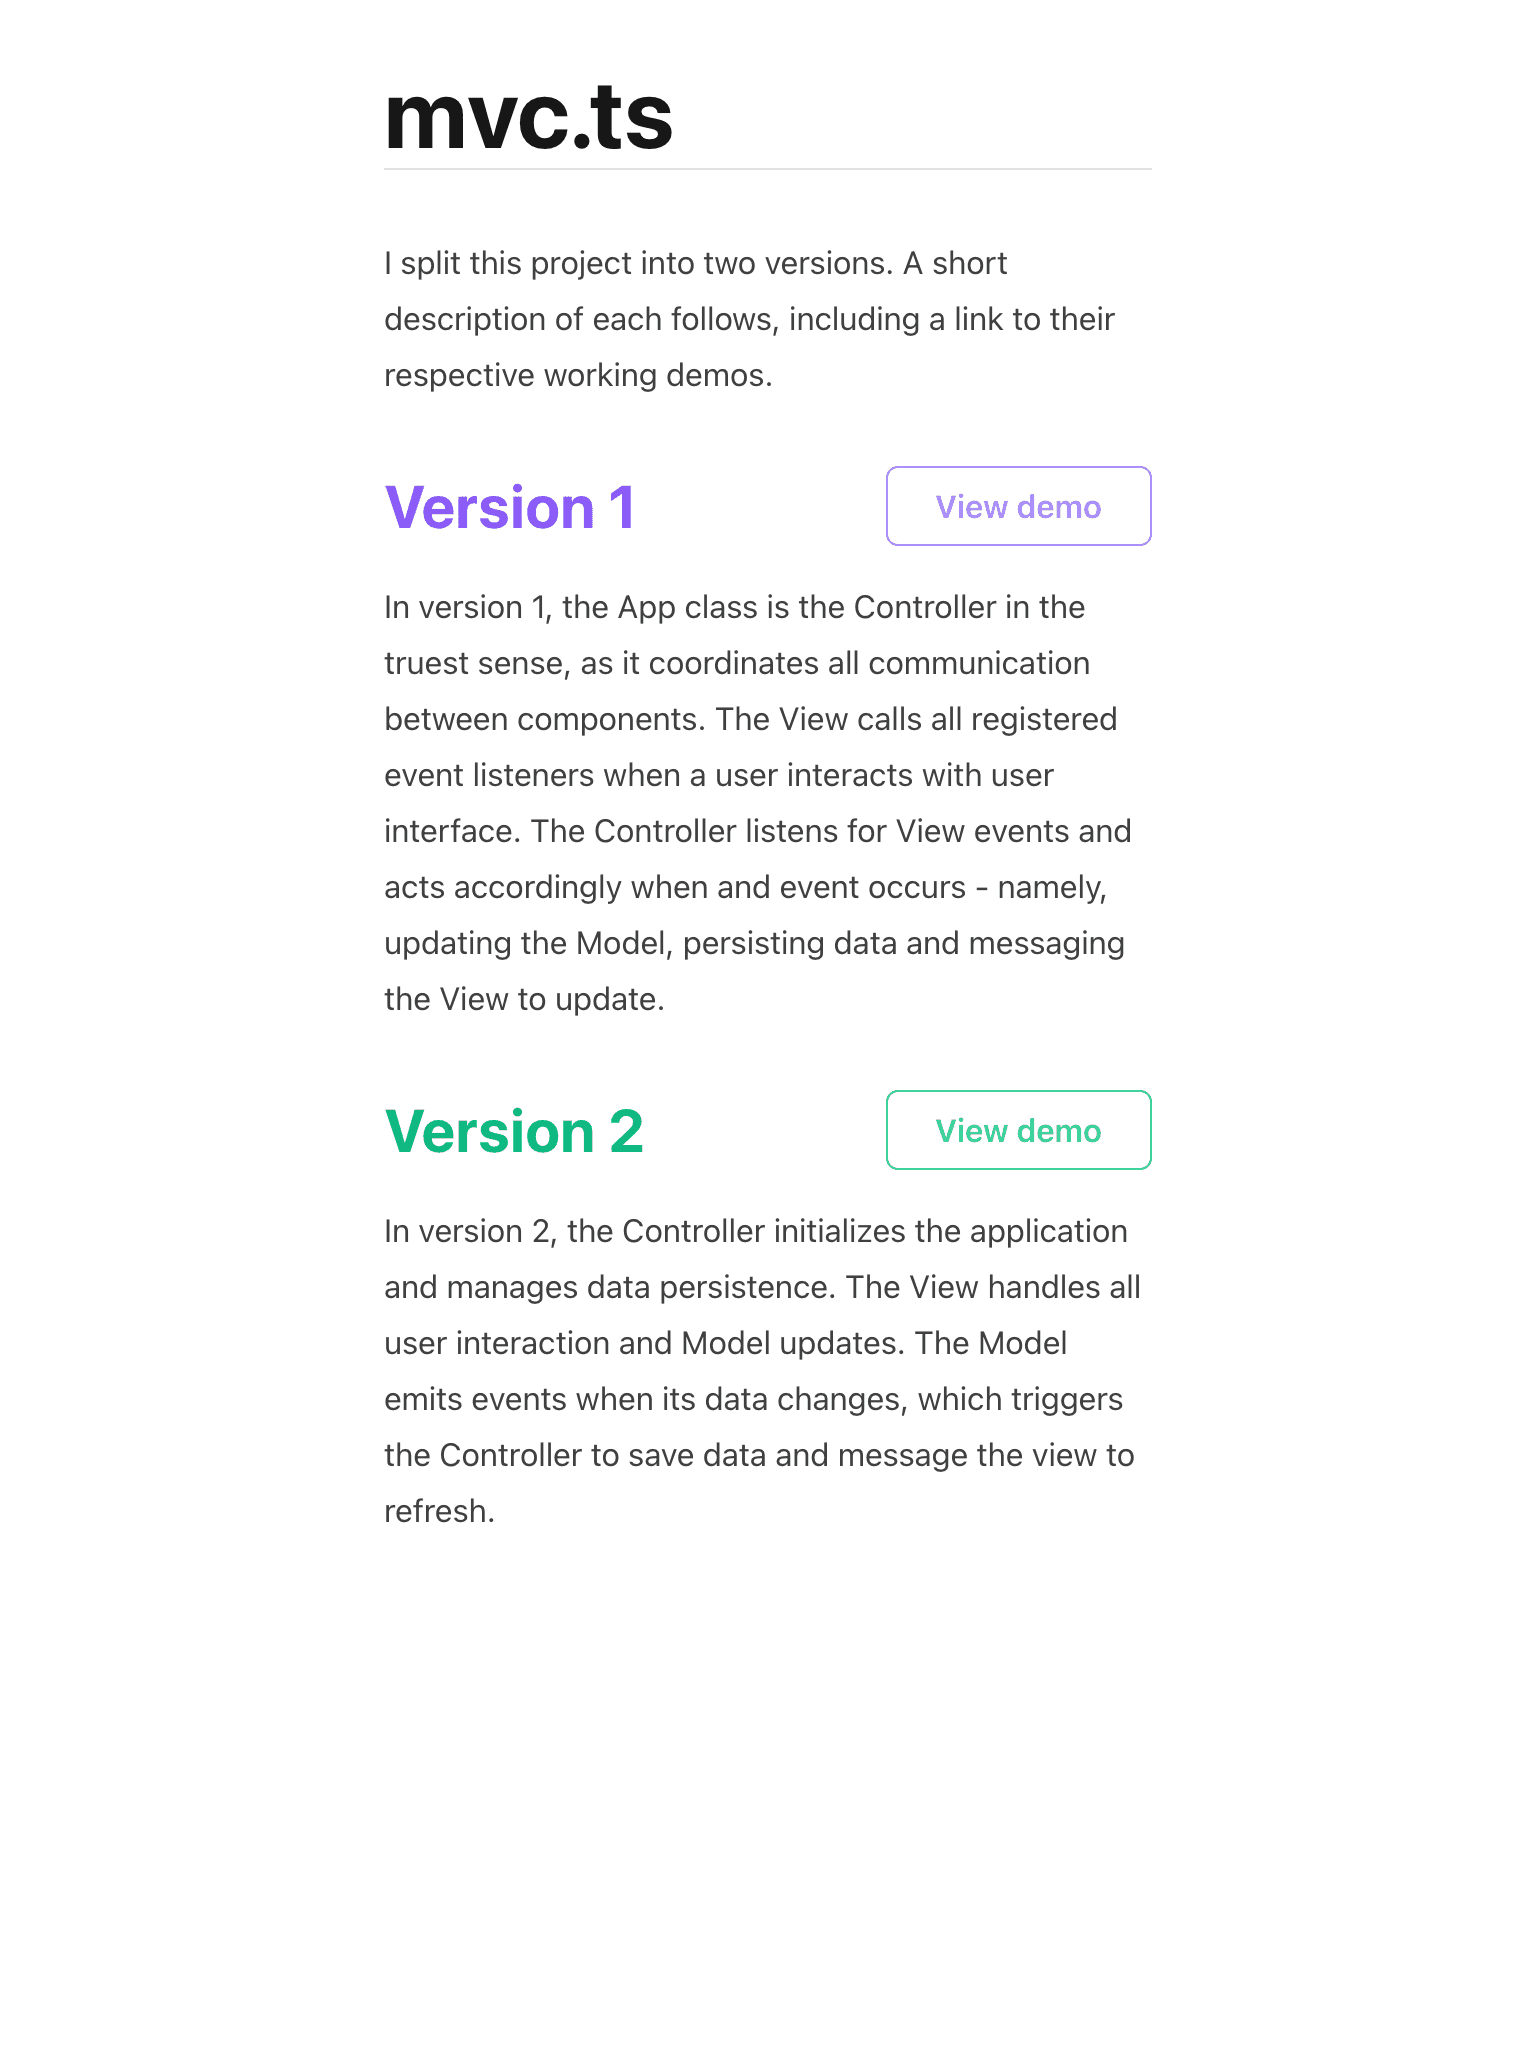 mvc.ts
I split this project into two versions. A short
description of each follows, including a link to their
respective working demos.
Version 1
View demo
In version 1, the App class is the Controller in the
truest sense, as it coordinates all communication
between components. The View calls all registered
event listeners when a user interacts with user
interface. The Controller listens for View events and
acts accordingly when and event occurs - namely,
updating the Model, persisting data and messaging
the View to update.
Version 2
View demo
In version 2, the Controller initializes the application
and manages data persistence. The View handles all
user interaction and Model updates. The Model
emits events when its data changes, which triggers
the Controller to save data and message the view to
refresh.